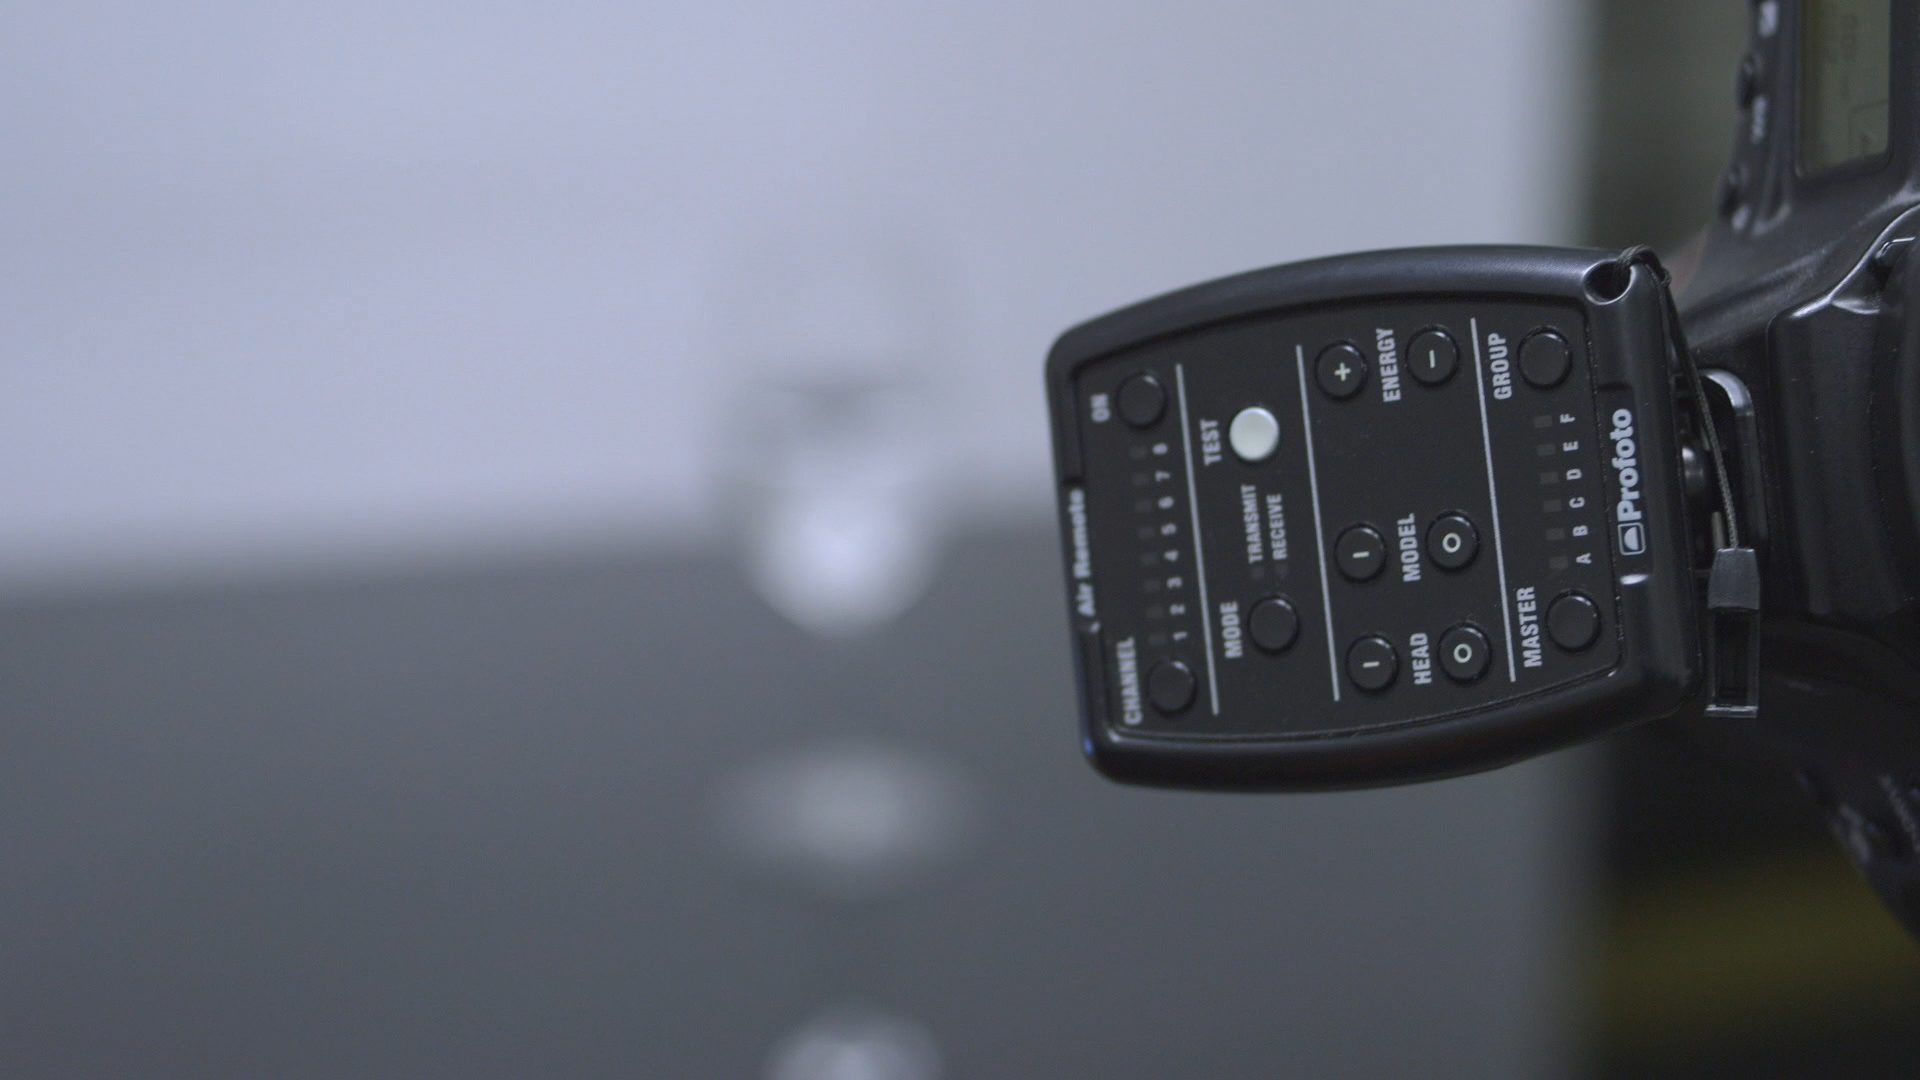 Air Remote
CHANNEL ON
1 2 3 4 5 6 7 8
MODE TRANSMIT TEST
RECEIVE
I I +
HEAD MODEL ENERGY
O O −
MASTER GROUP
A B C D E F
Profoto